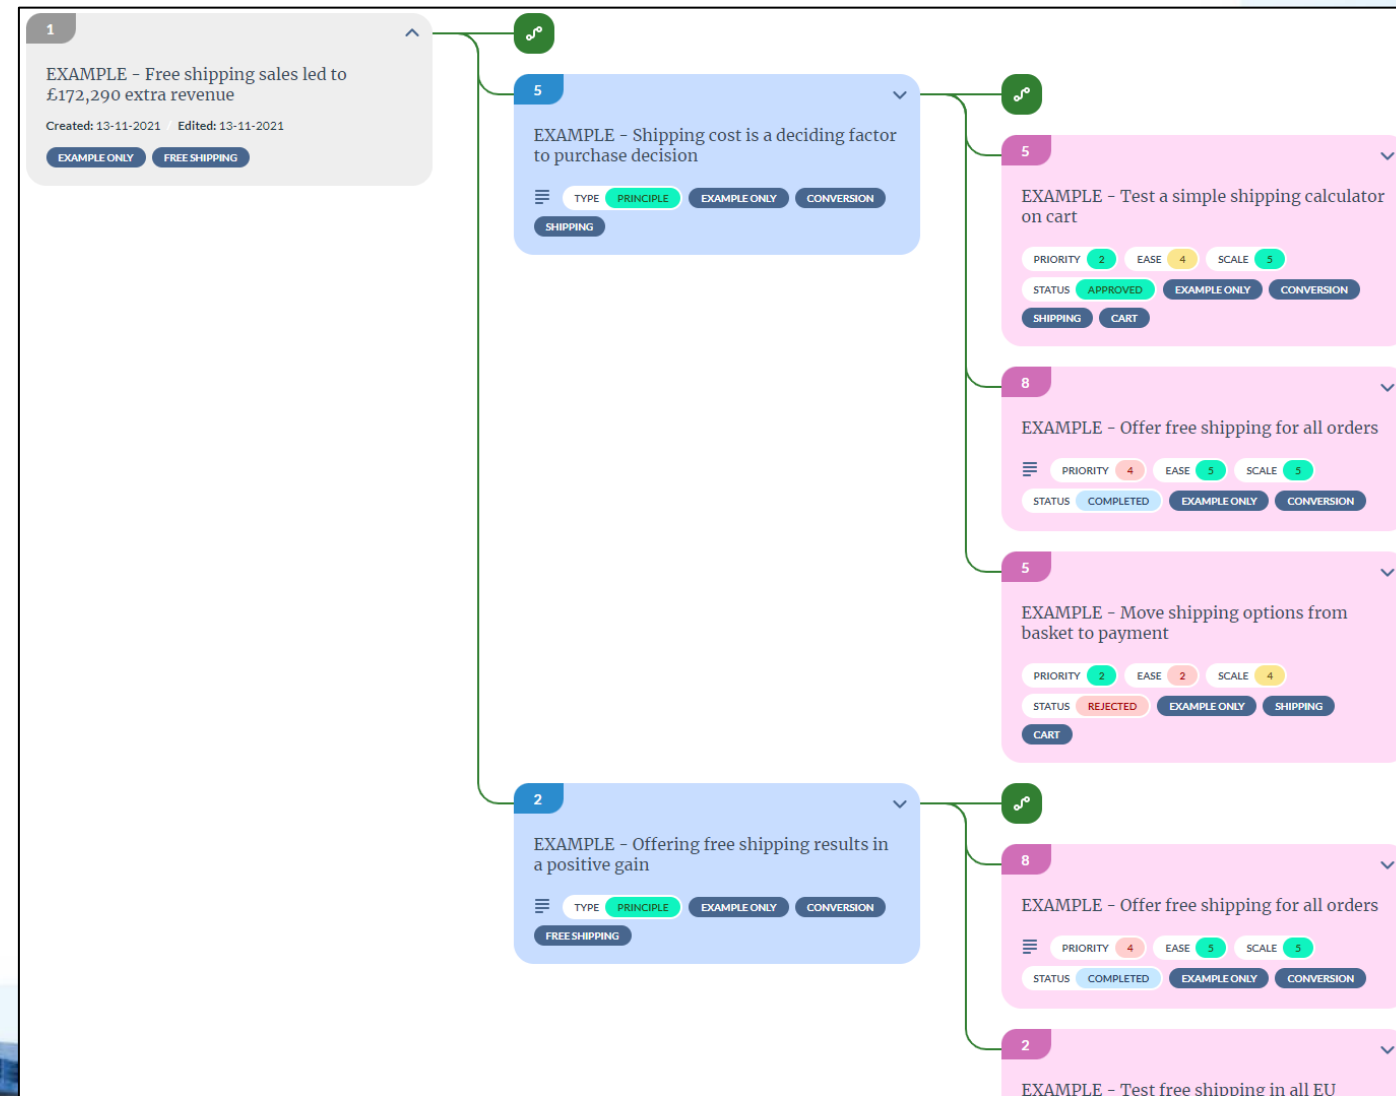 1
EXAMPLE - Free shipping sales led to
£172,290 extra revenue
Created: 13-11-2021 / Edited: 13-11-2021
EXAMPLE ONLY FREE SHIPPING
5
EXAMPLE - Shipping cost is a deciding factor
to purchase decision
TYPE PRINCIPLE EXAMPLE ONLY CONVERSION
SHIPPING
5
EXAMPLE - Test a simple shipping calculator
on cart
PRIORITY 2 EASE 4 SCALE 5
STATUS APPROVED EXAMPLE ONLY CONVERSION
SHIPPING CART
8
EXAMPLE - Offer free shipping for all orders
PRIORITY 4 EASE 5 SCALE 5
STATUS COMPLETED EXAMPLE ONLY CONVERSION
5
EXAMPLE - Move shipping options from
basket to payment
PRIORITY 2 EASE 2 SCALE 4
STATUS REJECTED EXAMPLE ONLY SHIPPING
CART
2
EXAMPLE - Offering free shipping results in
a positive gain
TYPE PRINCIPLE EXAMPLE ONLY CONVERSION
FREE SHIPPING
8
EXAMPLE - Offer free shipping for all orders
PRIORITY 4 EASE 5 SCALE 5
STATUS COMPLETED EXAMPLE ONLY CONVERSION
2
EXAMPLE - Test free shipping in all EU